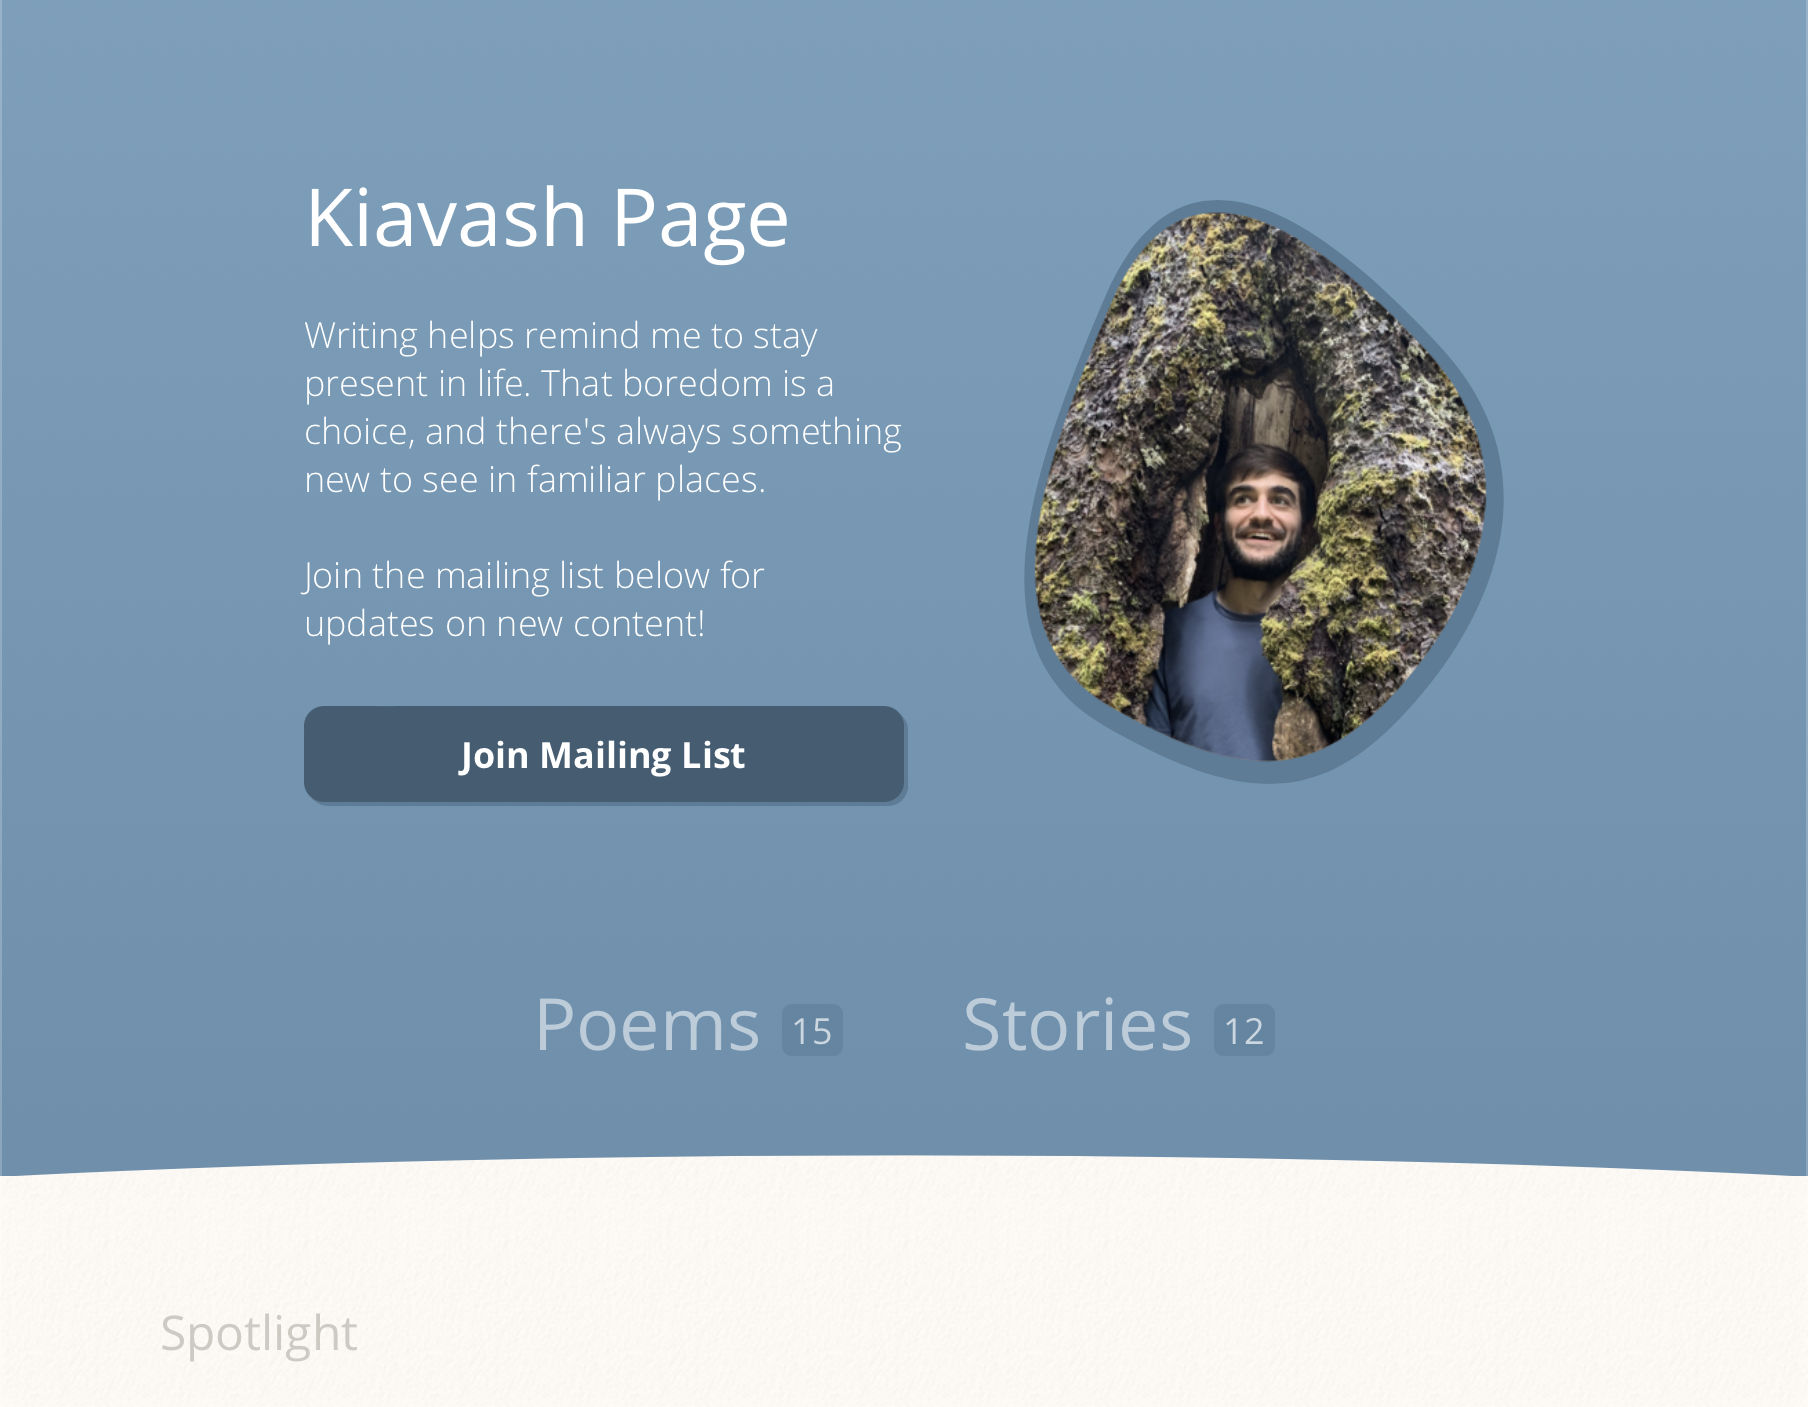 Kiavash Page
Writing helps remind me to stay
present in life. That boredom is a
choice, and there's always something
new to see in familiar places.
Join the mailing list below for
updates on new content!
Join Mailing List
Poems 15
Stories 12
Spotlight